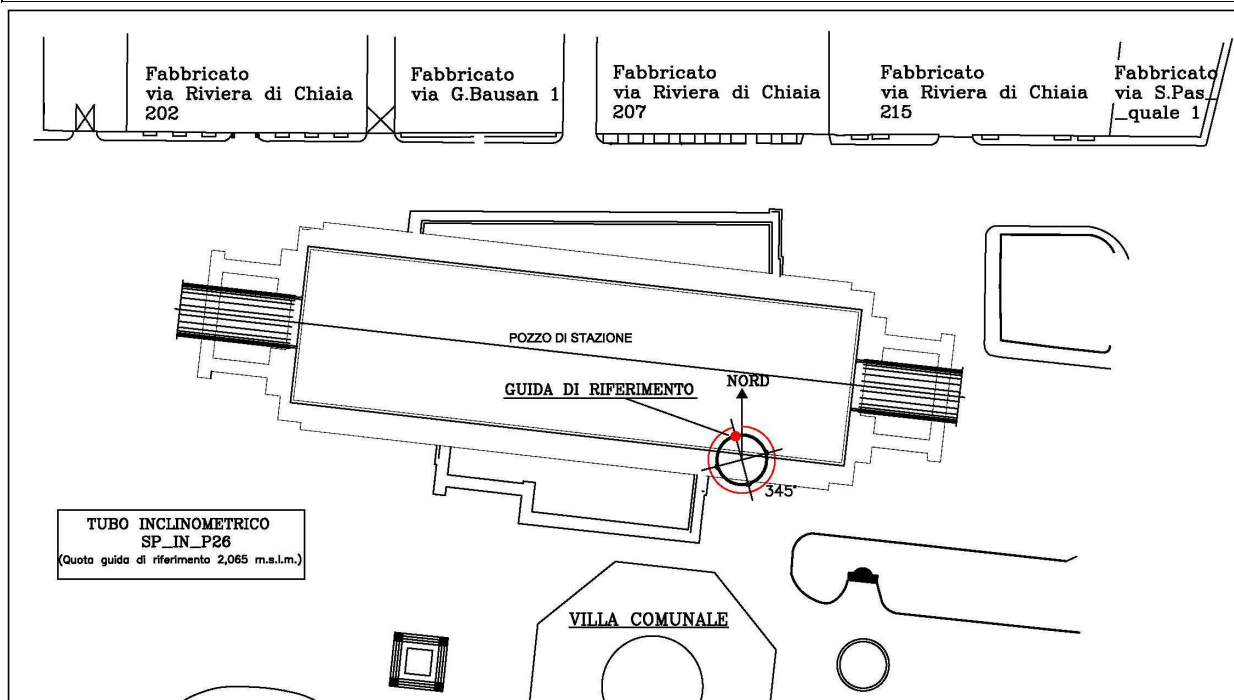 Fabbricato
via Riviera di Chiaia
202
Fabbricato
via G.Bausan 1
Fabbricato
via Riviera di Chiaia
207
Fabbricato
via Riviera di Chiaia
215
Fabbricato
via S.Pas_
_quale 1
POZZO DI STAZIONE
GUIDA DI RIFERIMENTO
NORD
345°
TUBO INCLINOMETRICO
SP_IN_P26
(Quota guida di riferimento 2,065 m.s.l.m.)
VILLA COMUNALE